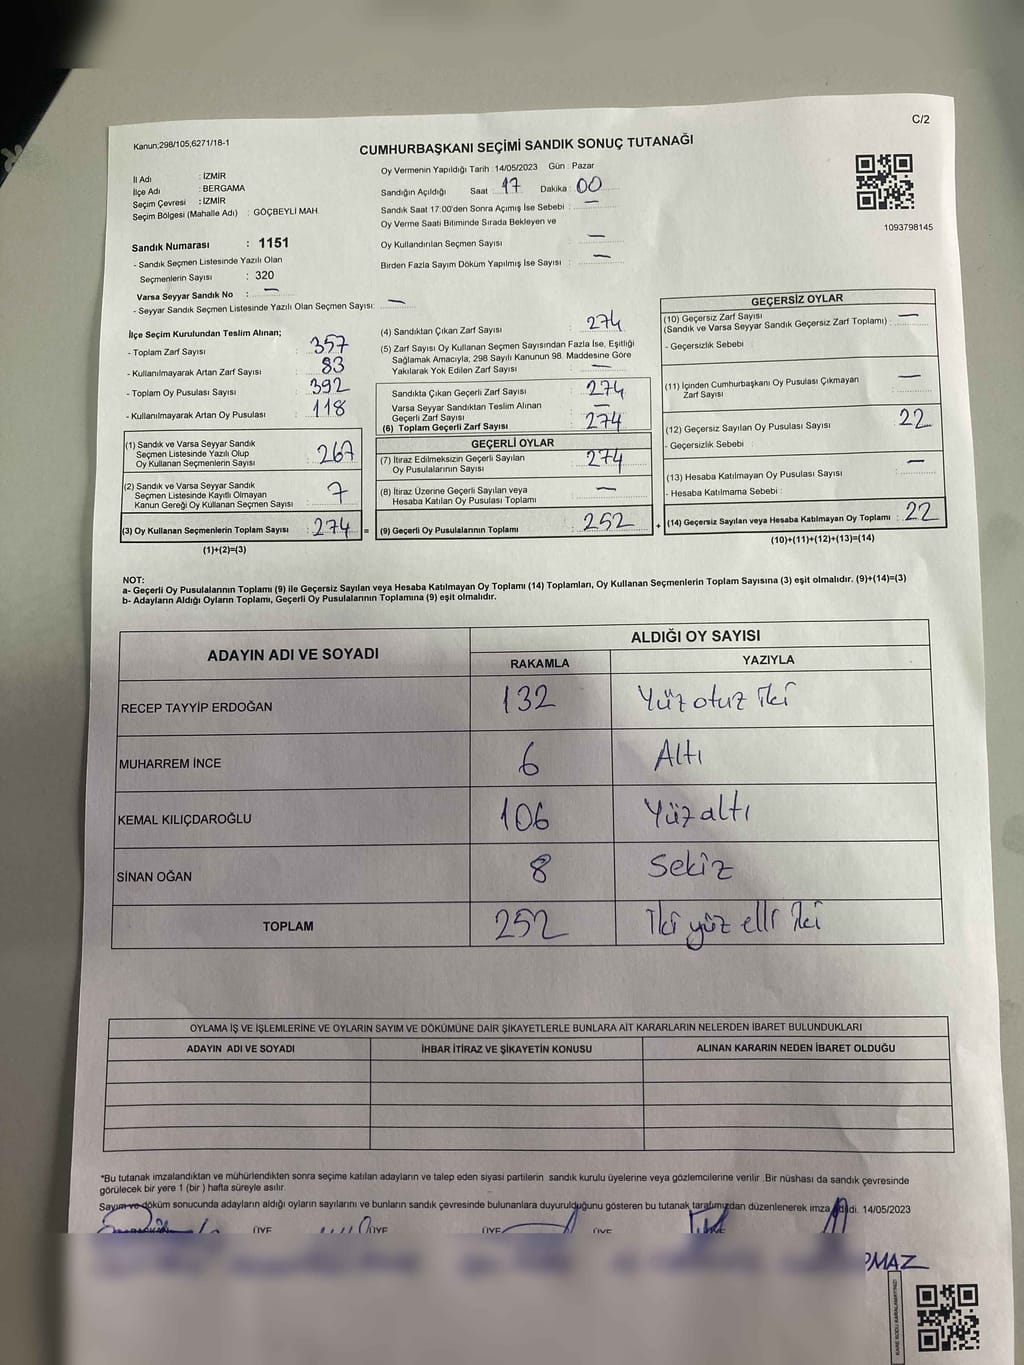 C/2
Kanun;298/105,6271/18-1
CUMHURBAŞKANI SEÇİMİ SANDIK SONUÇ TUTANAĞI
İl Adı : İZMİR
İlçe Adı : BERGAMA
Seçim Çevresi : İZMİR
Seçim Bölgesi (Mahalle Adı) : GÖÇBEYLİ MAH.
Oy Vermenin Yapıldığı Tarih : 14/05/2023 Gün : Pazar
Sandığın Açıldığı Saat : 17 Dakika : 00
Sandık Saat 17:00'den Sonra Açımış İse Sebebi : —
Oy Verme Saati Bitiminde Sırada Bekleyen ve
Oy Kullandırılan Seçmen Sayısı : —
Birden Fazla Sayım Döküm Yapılmış İse Sayısı : —
1093798145
Sandık Numarası : 1151
- Sandık Seçmen Listesinde Yazılı Olan
Seçmenlerin Sayısı : 320
Varsa Seyyar Sandık No : —
- Seyyar Sandık Seçmen Listesinde Yazılı Olan Seçmen Sayısı: —
İlçe Seçim Kurulundan Teslim Alınan;
- Toplam Zarf Sayısı : 357
- Kullanılmayarak Artan Zarf Sayısı : 83
- Toplam Oy Pusulası Sayısı : 392
- Kullanılmayarak Artan Oy Pusulası : 118
(1) Sandık ve Varsa Seyyar Sandık
Seçmen Listesinde Yazılı Olup
Oy Kullanan Seçmenlerin Sayısı : 267
(2) Sandık ve Varsa Seyyar Sandık
Seçmen Listesinde Kayıtlı Olmayan
Kanun Gereği Oy Kullanan Seçmen Sayısı : 7
(3) Oy Kullanan Seçmenlerin Toplam Sayısı : 274 =
(1)+(2)=(3)
(4) Sandıktan Çıkan Zarf Sayısı : 274
(5) Zarf Sayısı Oy Kullanan Seçmen Sayısından Fazla İse, Eşitliği
Sağlamak Amacıyla; 298 Sayılı Kanunun 98. Maddesine Göre
Yakılarak Yok Edilen Zarf Sayısı : —
Sandıkta Çıkan Geçerli Zarf Sayısı : 274
Varsa Seyyar Sandıktan Teslim Alınan
Geçerli Zarf Sayısı : —
(6) Toplam Geçerli Zarf Sayısı : 274
GEÇERLİ OYLAR
(7) İtiraz Edilmeksizin Geçerli Sayılan
Oy Pusulalarının Sayısı : 274
(8) İtiraz Üzerine Geçerli Sayılan veya
Hesaba Katılan Oy Pusulası Toplamı : —
(9) Geçerli Oy Pusulalarının Toplamı : 252 +
GEÇERSİZ OYLAR
(10) Geçersiz Zarf Sayısı
(Sandık ve Varsa Seyyar Sandık Geçersiz Zarf Toplamı) : —
- Geçersizlik Sebebi :
(11) İçinden Cumhurbaşkanı Oy Pusulası Çıkmayan
Zarf Sayısı : —
(12) Geçersiz Sayılan Oy Pusulası Sayısı : 22
- Geçersizlik Sebebi :
(13) Hesaba Katılmayan Oy Pusulası Sayısı : —
- Hesaba Katılmama Sebebi :
(14) Geçersiz Sayılan veya Hesaba Katılmayan Oy Toplamı : 22
(10)+(11)+(12)+(13)=(14)
NOT:
a- Geçerli Oy Pusulalarının Toplamı (9) ile Geçersiz Sayılan veya Hesaba Katılmayan Oy Toplamı (14) Toplamları, Oy Kullanan Seçmenlerin Toplam Sayısına (3) eşit olmalıdır. (9)+(14)=(3)
b- Adayların Aldığı Oyların Toplamı, Geçerli Oy Pusulalarının Toplamına (9) eşit olmalıdır.
ADAYIN ADI VE SOYADI
ALDIĞI OY SAYISI
RAKAMLA YAZIYLA
RECEP TAYYİP ERDOĞAN 132 Yüz otuz iki
MUHARREM İNCE 6 Altı
KEMAL KILIÇDAROĞLU 106 Yüz altı
SİNAN OĞAN 8 Sekiz
TOPLAM 252 İki yüz elli iki
OYLAMA İŞ VE İŞLEMLERİNE VE OYLARIN SAYIM VE DÖKÜMÜNE DAİR ŞİKAYETLERLE BUNLARA AİT KARARLARIN NELERDEN İBARET BULUNDUKLARI
ADAYIN ADI VE SOYADI İHBAR İTİRAZ VE ŞİKAYETİN KONUSU ALINAN KARARIN NEDEN İBARET OLDUĞU
*Bu tutanak imzalandıktan ve mühürlendikten sonra seçime katılan adayların ve talep eden siyasi partilerin sandık kurulu üyelerine veya gözlemcilerine verilir .Bir nüshası da sandık çevresinde
görülecek bir yere 1 (bir ) hafta süreyle asılır.
Sayım ve döküm sonucunda adayların aldığı oyların sayılarını ve bunların sandık çevresinde bulunanlara duyurulduğunu gösteren bu tutanak tarafımızdan düzenlenerek imza 14/05/2023
ÜYE ÜYE ÜYE ÜYE